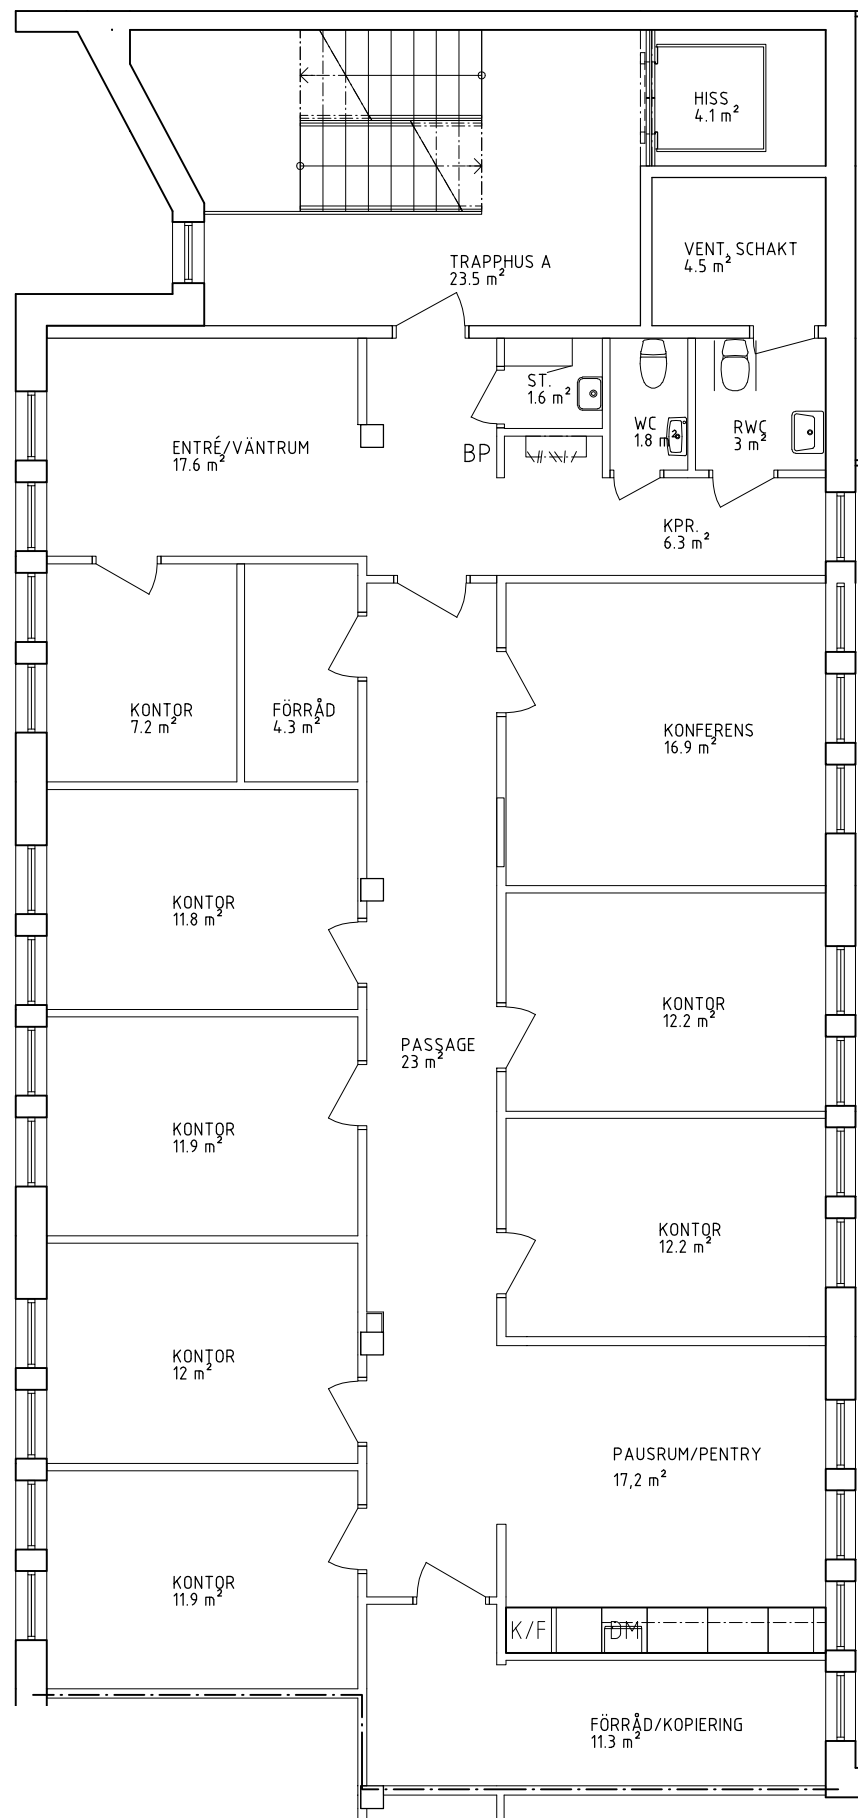 HISS
4.1 m²
TRAPPHUS A
23.5 m²
VENT. SCHAKT
4.5 m²
ST.
1.6 m²
WC
1.8 m²
RWC
3 m²
ENTRÉ/VÄNTRUM
17.6 m²
BP
KPR.
6.3 m²
KONTOR
7.2 m²
FÖRRÅD
4.3 m²
KONFERENS
16.9 m²
KONTOR
11.8 m²
KONTOR
12.2 m²
PASSAGE
23 m²
KONTOR
11.9 m²
KONTOR
12.2 m²
KONTOR
12 m²
PAUSRUM/PENTRY
17,2 m²
KONTOR
11.9 m²
K/F
DM
FÖRRÅD/KOPIERING
11.3 m²